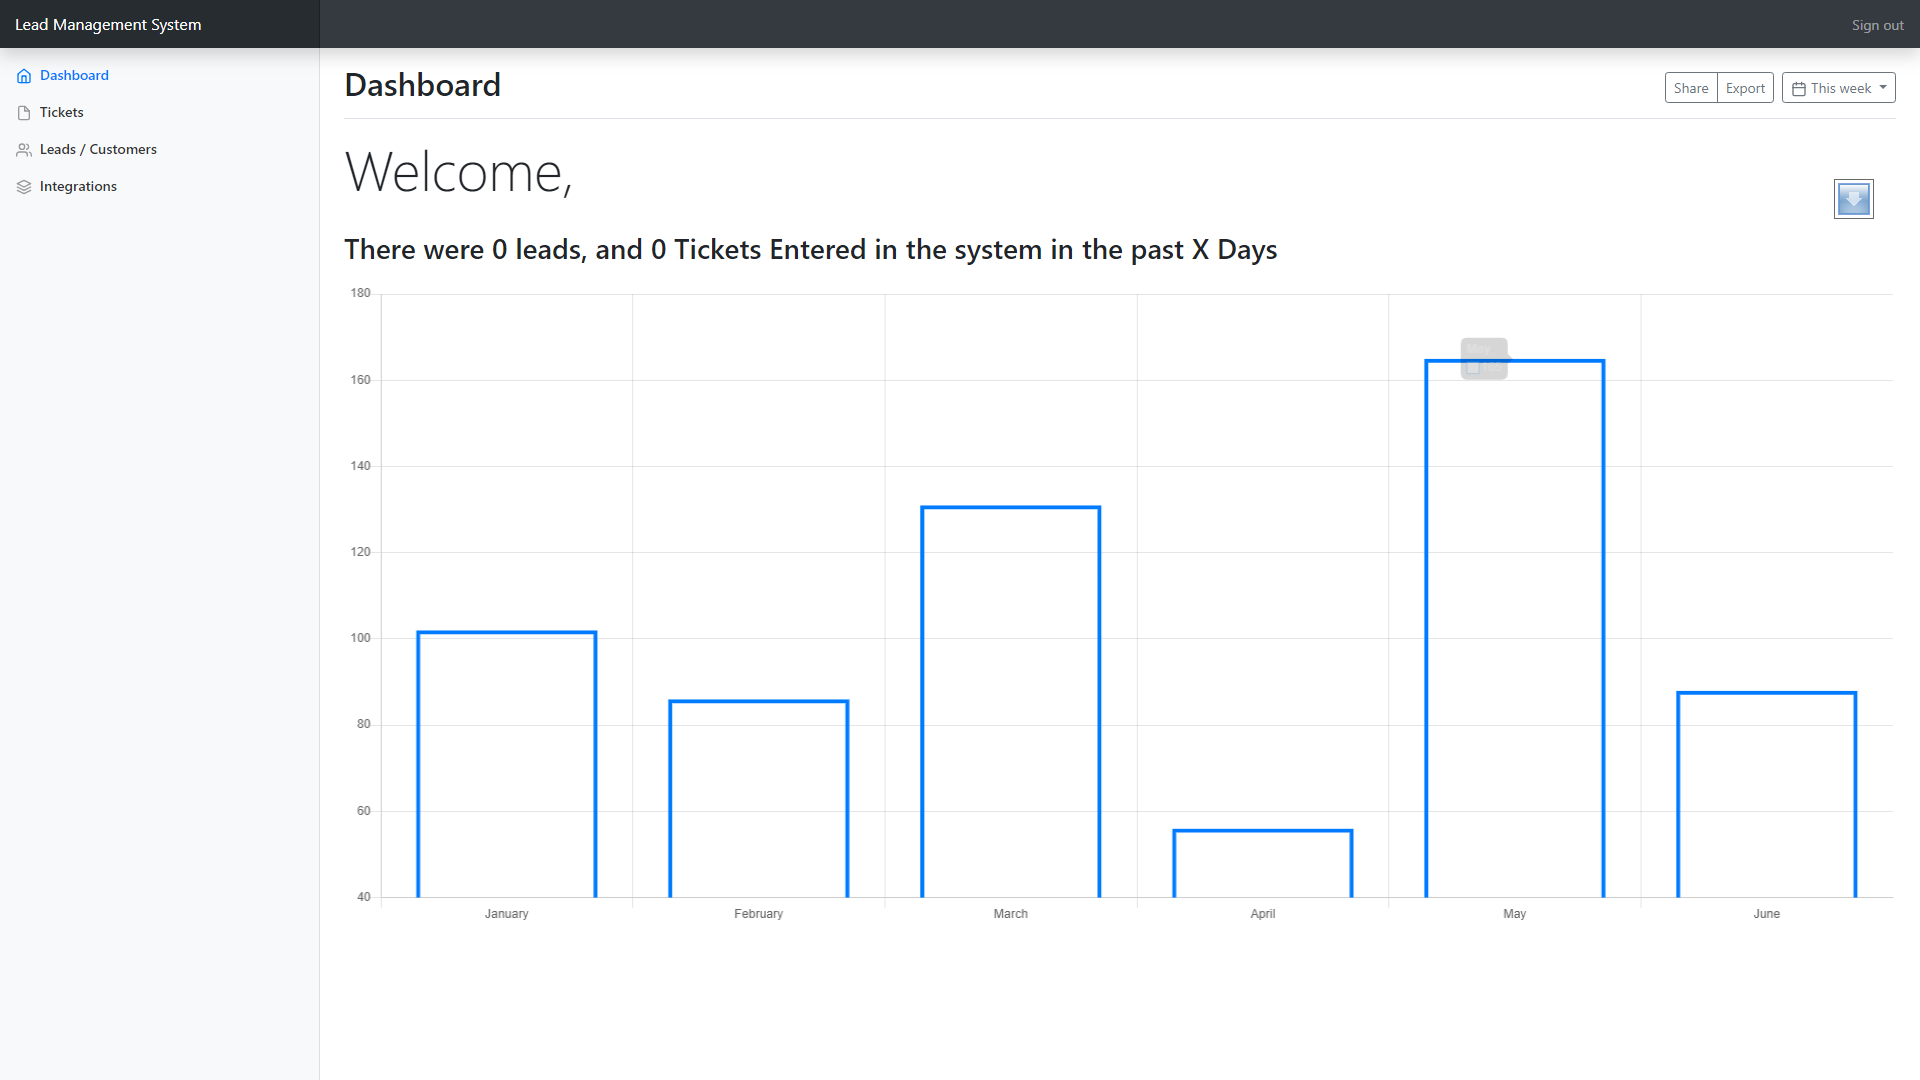 Lead Management System
Sign out
Dashboard
Tickets
Leads / Customers
Integrations
Dashboard
Share
Export
This week
Welcome,
There were 0 leads, and 0 Tickets Entered in the system in the past X Days
180
160
140
120
100
80
60
40
January
February
March
April
May
June
May